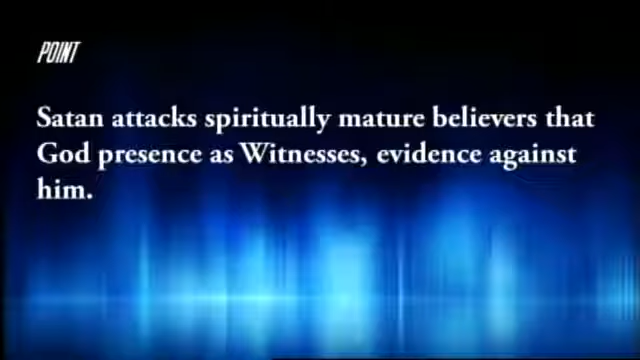 POINT
Satan attacks spiritually mature believers that
God presence as Witnesses, evidence against
him.